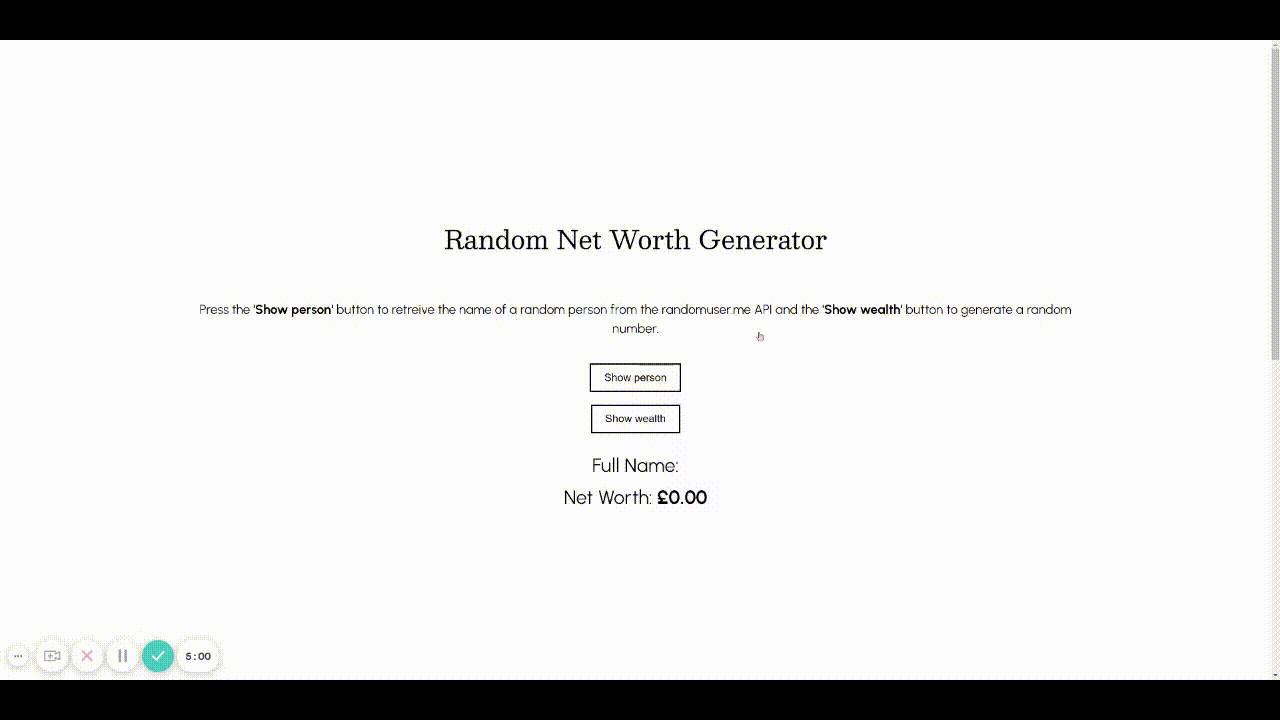 Random Net Worth Generator
Press the 'Show person' button to retreive the name of a random person from the randomuser.me API and the 'Show wealth' button to generate a random
number.
Show person
Show wealth
Full Name:
Net Worth: £0.00
5:00